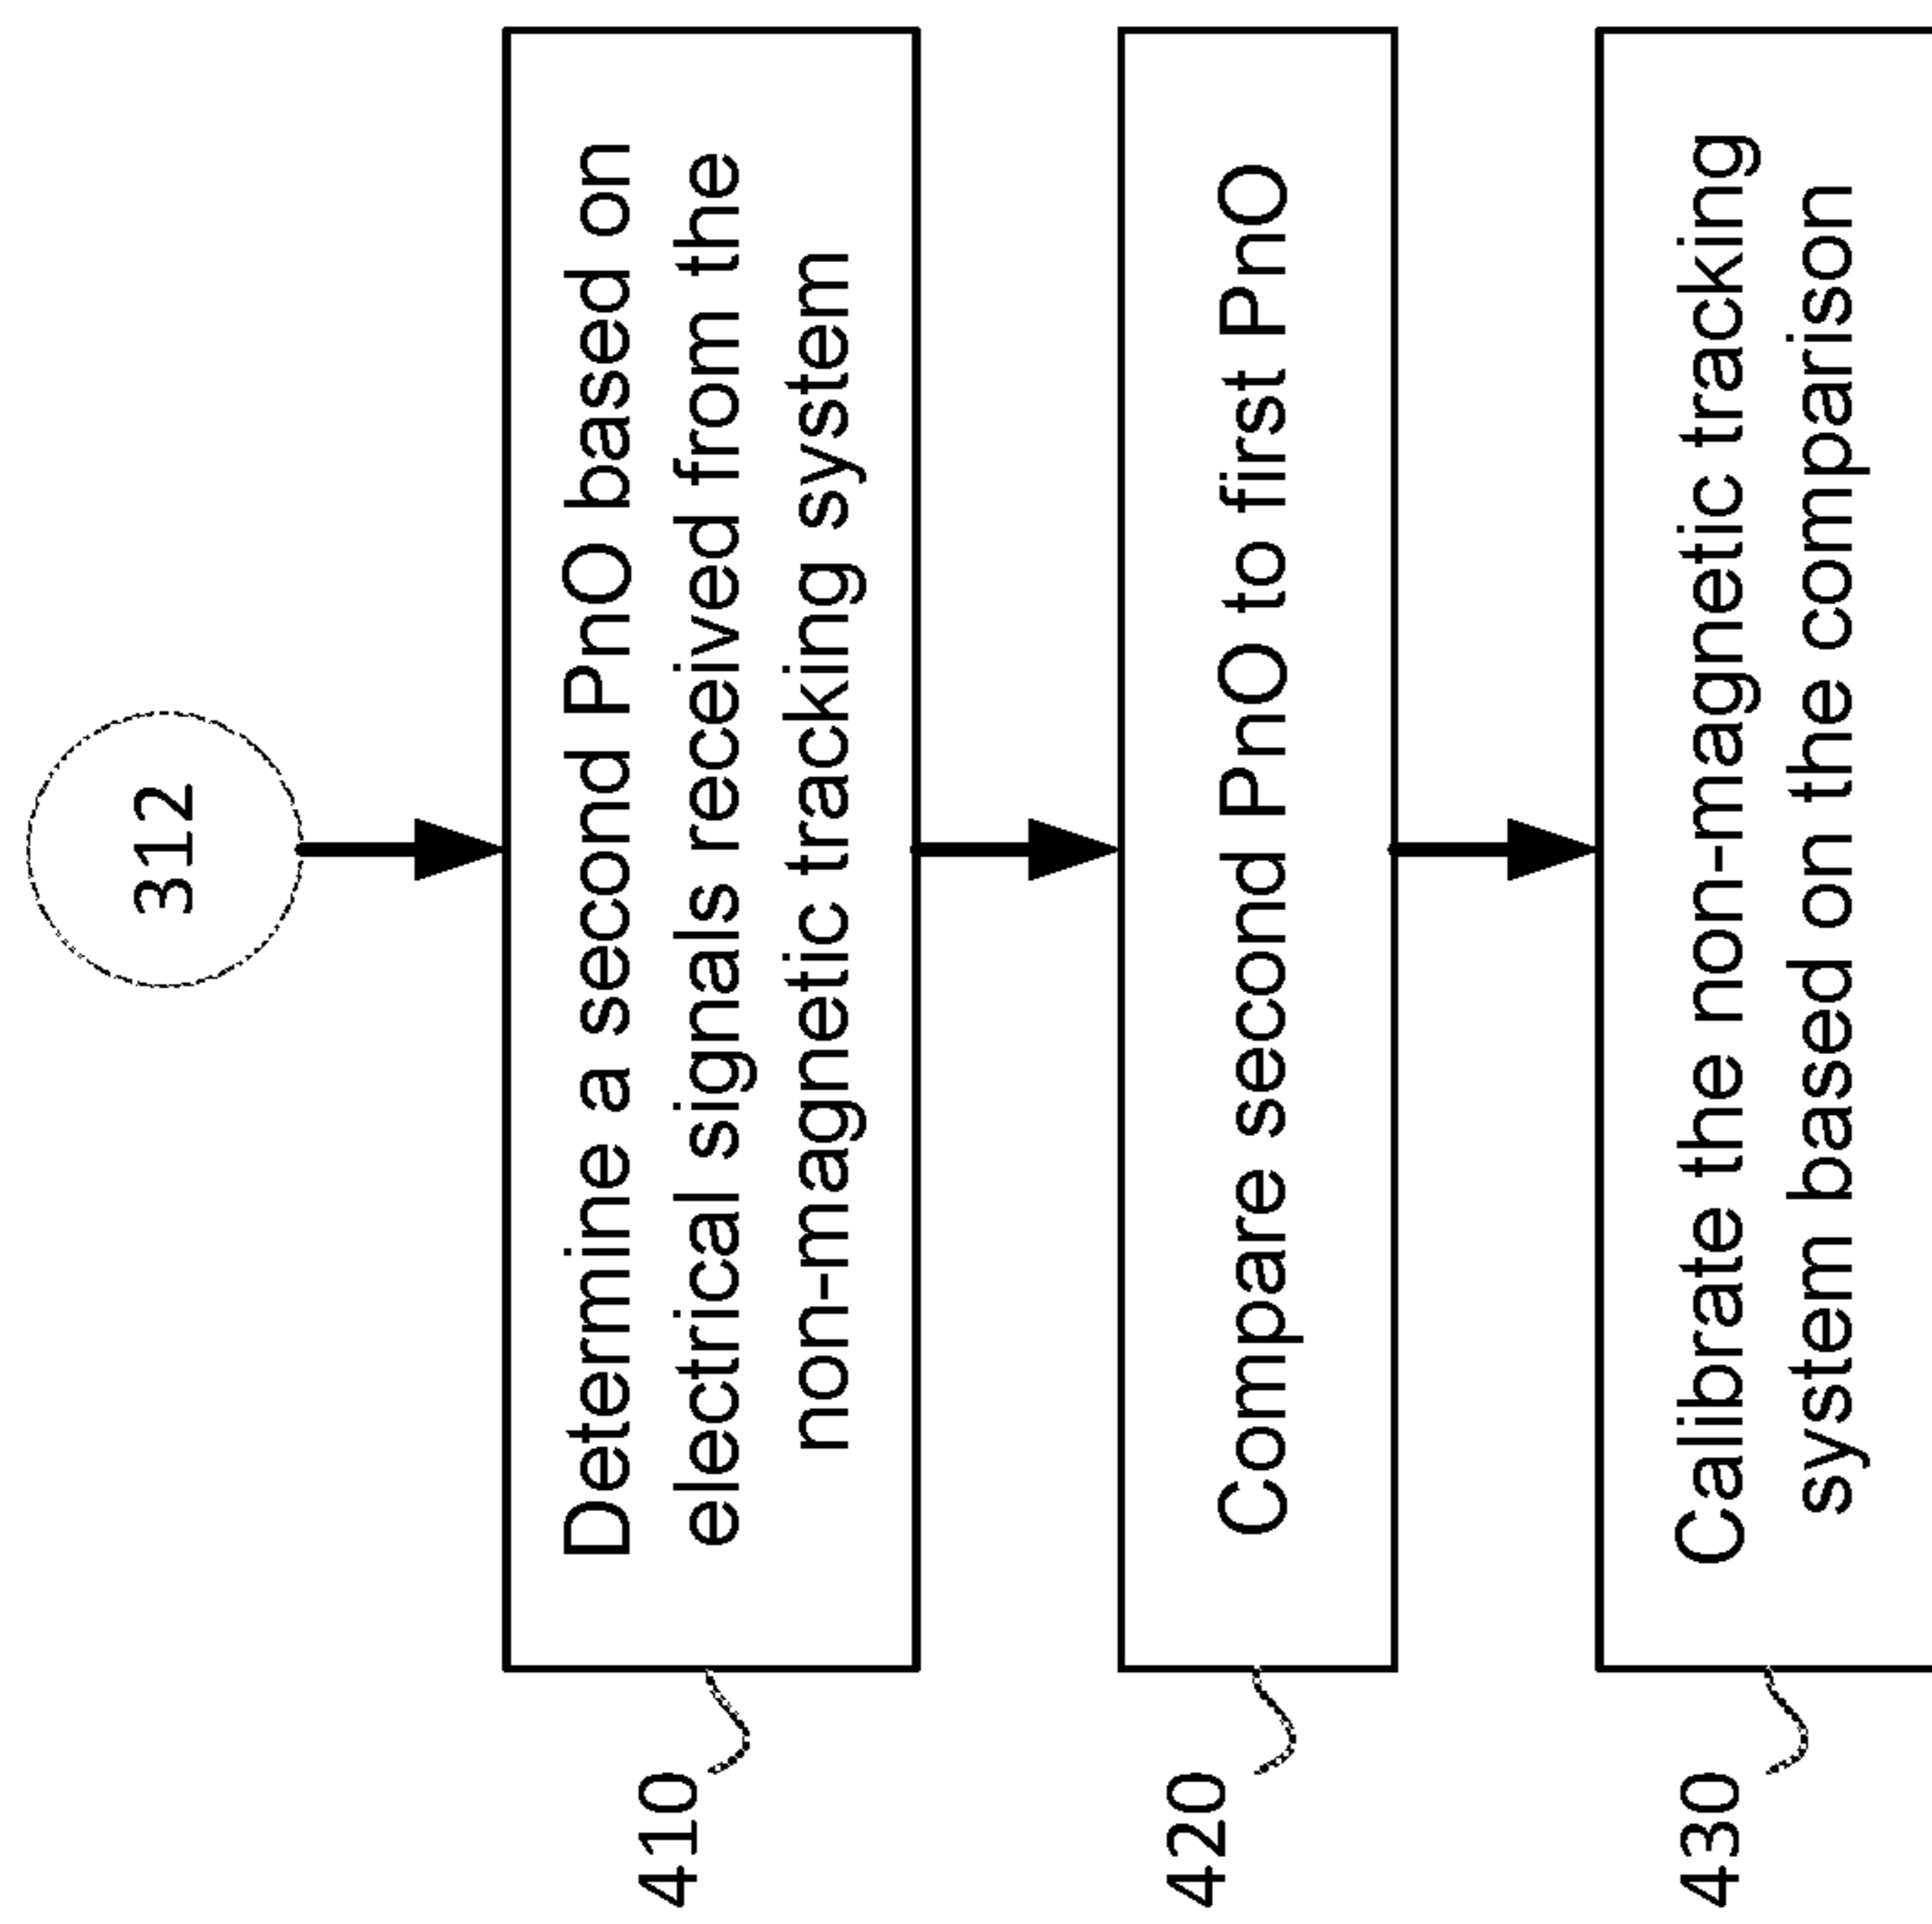 312
410
Determine a second PnO based on
electrical signals received from the
non-magnetic tracking system
420
Compare second PnO to first PnO
430
Calibrate the non-magnetic tracking
system based on the comparison